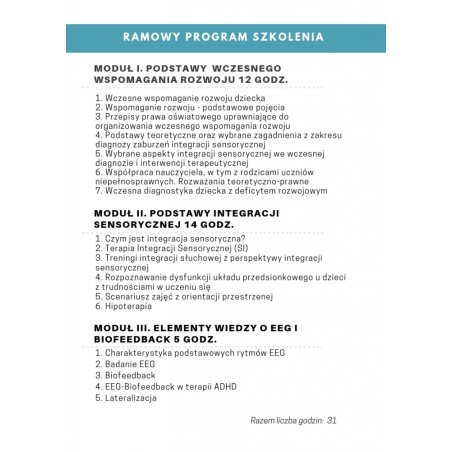 RAMOWY PROGRAM SZKOLENIA
MODUŁ I. PODSTAWY WCZESNEGO
WSPOMAGANIA ROZWOJU 12 GODZ.
1. Wczesne wspomaganie rozwoju dziecka
2. Wspomaganie rozwoju - podstawowe pojęcia
3. Przepisy prawa oświatowego uprawniające do
organizowania wczesnego wspomagania rozwoju
4. Podstawy teoretyczne oraz wybrane zagadnienia z zakresu
diagnozy zaburzeń integracji sensorycznej
5. Wybrane aspekty integracji sensorycznej we wczesnej
diagnozie i interwencji terapeutycznej
6. Współpraca nauczyciela, w tym z rodzicami uczniów
niepełnosprawnych. Rozważania teoretyczno-prawne
7. Wczesna diagnostyka dziecka z deficytem rozwojowym
MODUŁ II. PODSTAWY INTEGRACJI
SENSORYCZNEJ 14 GODZ.
1. Czym jest integracja sensoryczna?
2. Terapia Integracji Sensorycznej (SI)
3. Treningi integracji słuchowej z perspektywy integracji
sensorycznej
4. Rozpoznawanie dysfunkcji układu przedsionkowego u dzieci
z trudnościami w uczeniu się
5. Scenariusz zajęć z orientacji przestrzenej
6. Hipoterapia
MODUŁ III. ELEMENTY WIEDZY O EEG I
BIOFEEDBACK 5 GODZ.
1. Charakterystyka podstawowych rytmów EEG
2. Badanie EEG
3. Biofeedback
4. EEG-Biofeedback w terapii ADHD
5. Lateralizacja
Razem liczba godzin: 31